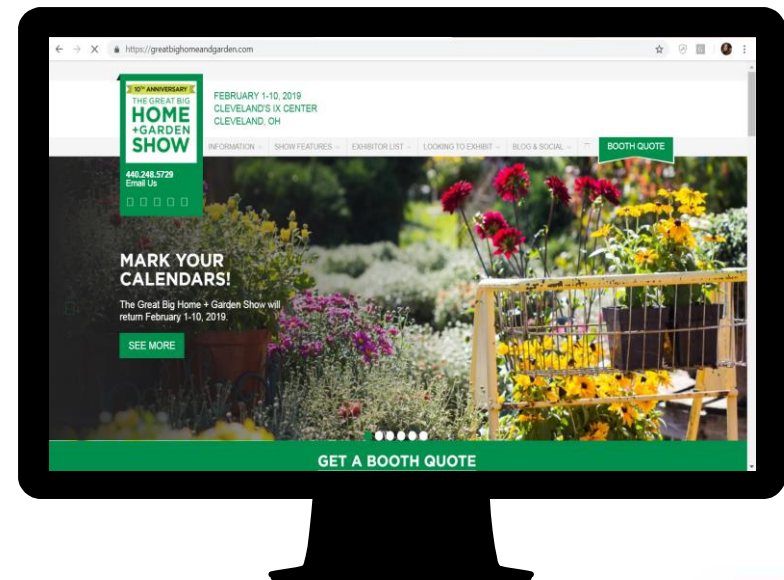 https://greatbighomeandgarden.com
10TH ANNIVERSARY
THE GREAT BIG
HOME
+GARDEN
SHOW
FEBRUARY 1-10, 2019
CLEVELAND'S IX CENTER
CLEVELAND, OH
INFORMATION
SHOW FEATURES
EXHIBITOR LIST
LOOKING TO EXHIBIT
BLOG & SOCIAL
BOOTH QUOTE
440.248.5729
Email Us
MARK YOUR
CALENDARS!
The Great Big Home + Garden Show will
return February 1-10, 2019.
SEE MORE
GET A BOOTH QUOTE